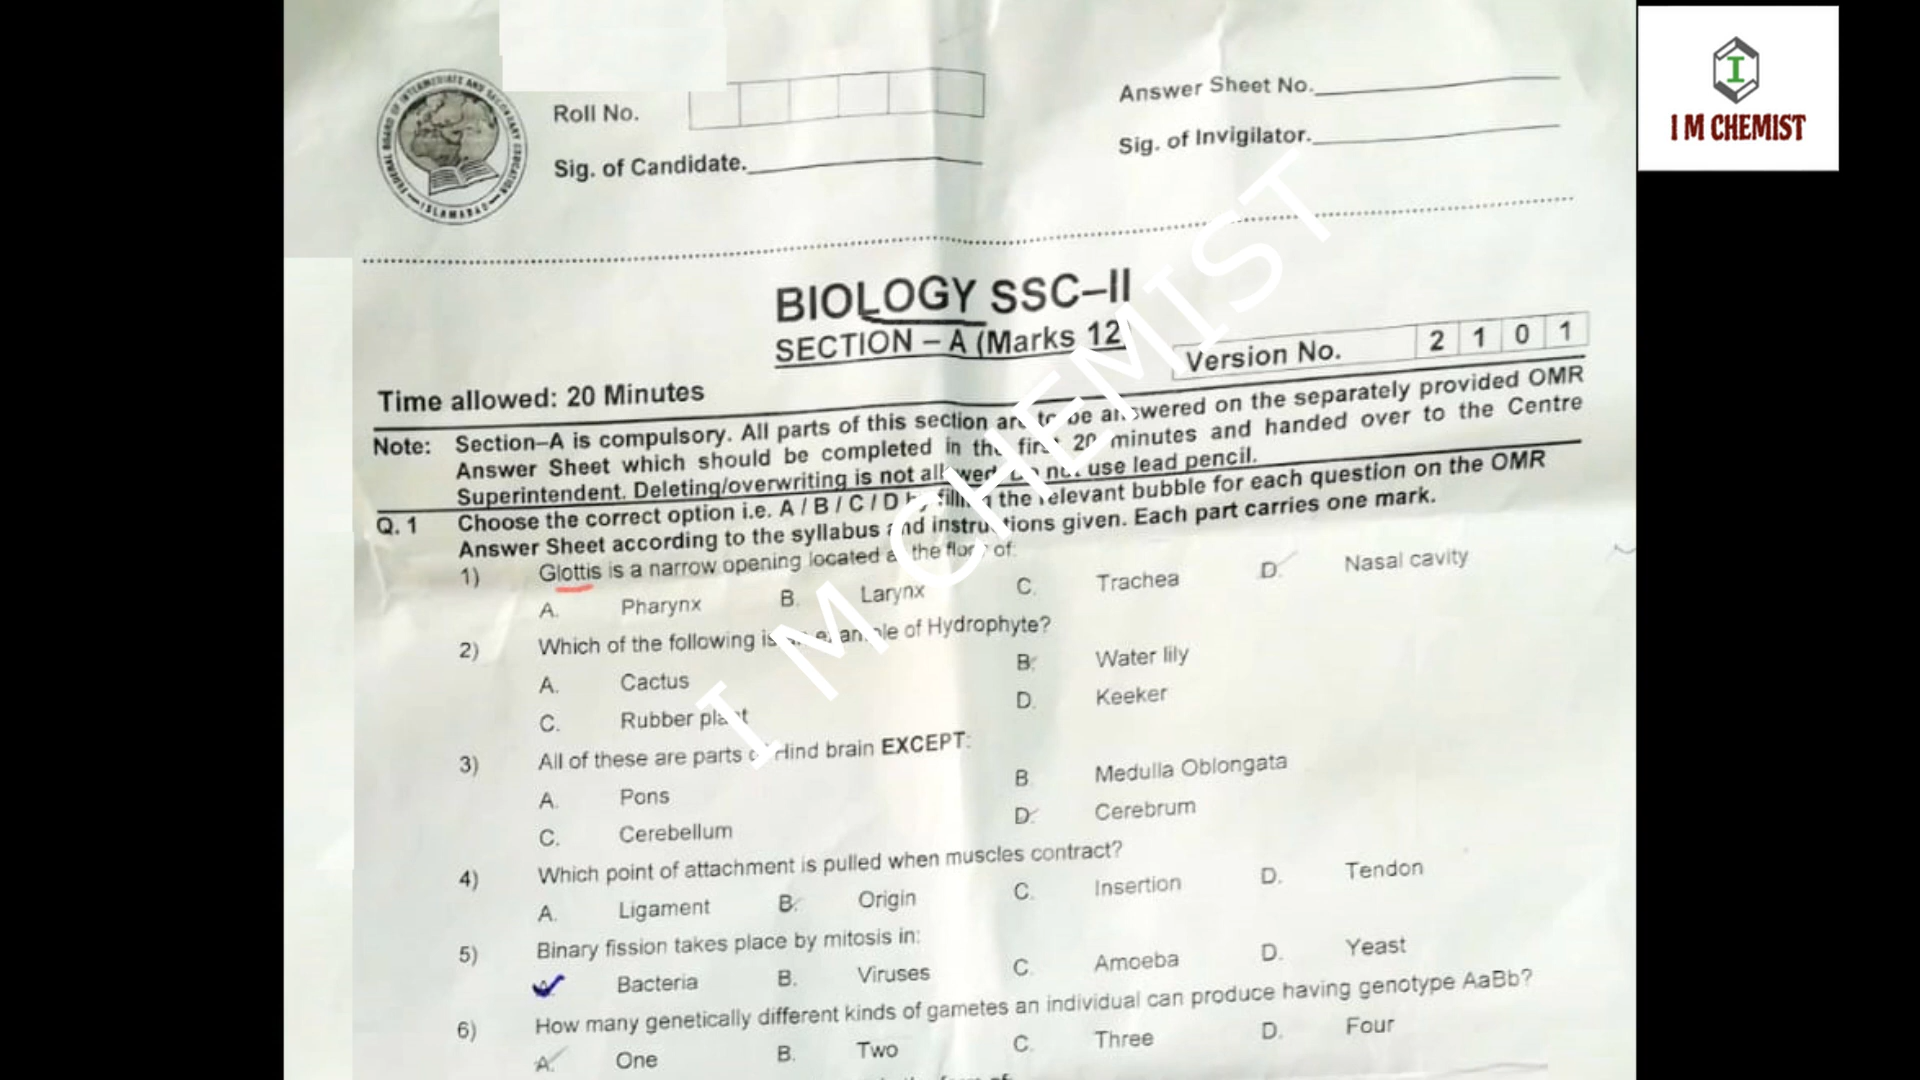 FEDERAL BOARD OF INTERMEDIATE AND SECONDARY EDUCATION
ISLAMABAD
Roll No.
Sig. of Candidate.
Answer Sheet No.
Sig. of Invigilator.
I
I M CHEMIST
BIOLOGY SSC–II
SECTION – A (Marks 12)
Version No. 2 1 0 1
Time allowed: 20 Minutes
Note: Section–A is compulsory. All parts of this section are to be answered on the separately provided OMR
Answer Sheet which should be completed in the first 20 minutes and handed over to the Centre
Superintendent. Deleting/overwriting is not allowed. Do not use lead pencil.
Q. 1 Choose the correct option i.e. A / B / C / D by filling the relevant bubble for each question on the OMR
Answer Sheet according to the syllabus and instructions given. Each part carries one mark.
1) Glottis is a narrow opening located at the floor of:
A. Pharynx B. Larynx C. Trachea D. Nasal cavity
2) Which of the following is an example of Hydrophyte?
A. Cactus B. Water lily
C. Rubber plant D. Keeker
3) All of these are parts of Hind brain EXCEPT:
A. Pons B. Medulla Oblongata
C. Cerebellum D. Cerebrum
4) Which point of attachment is pulled when muscles contract?
A. Ligament B. Origin C. Insertion D. Tendon
5) Binary fission takes place by mitosis in:
A. Bacteria B. Viruses C. Amoeba D. Yeast
6) How many genetically different kinds of gametes an individual can produce having genotype AaBb?
A. One B. Two C. Three D. Four
I M CHEMIST